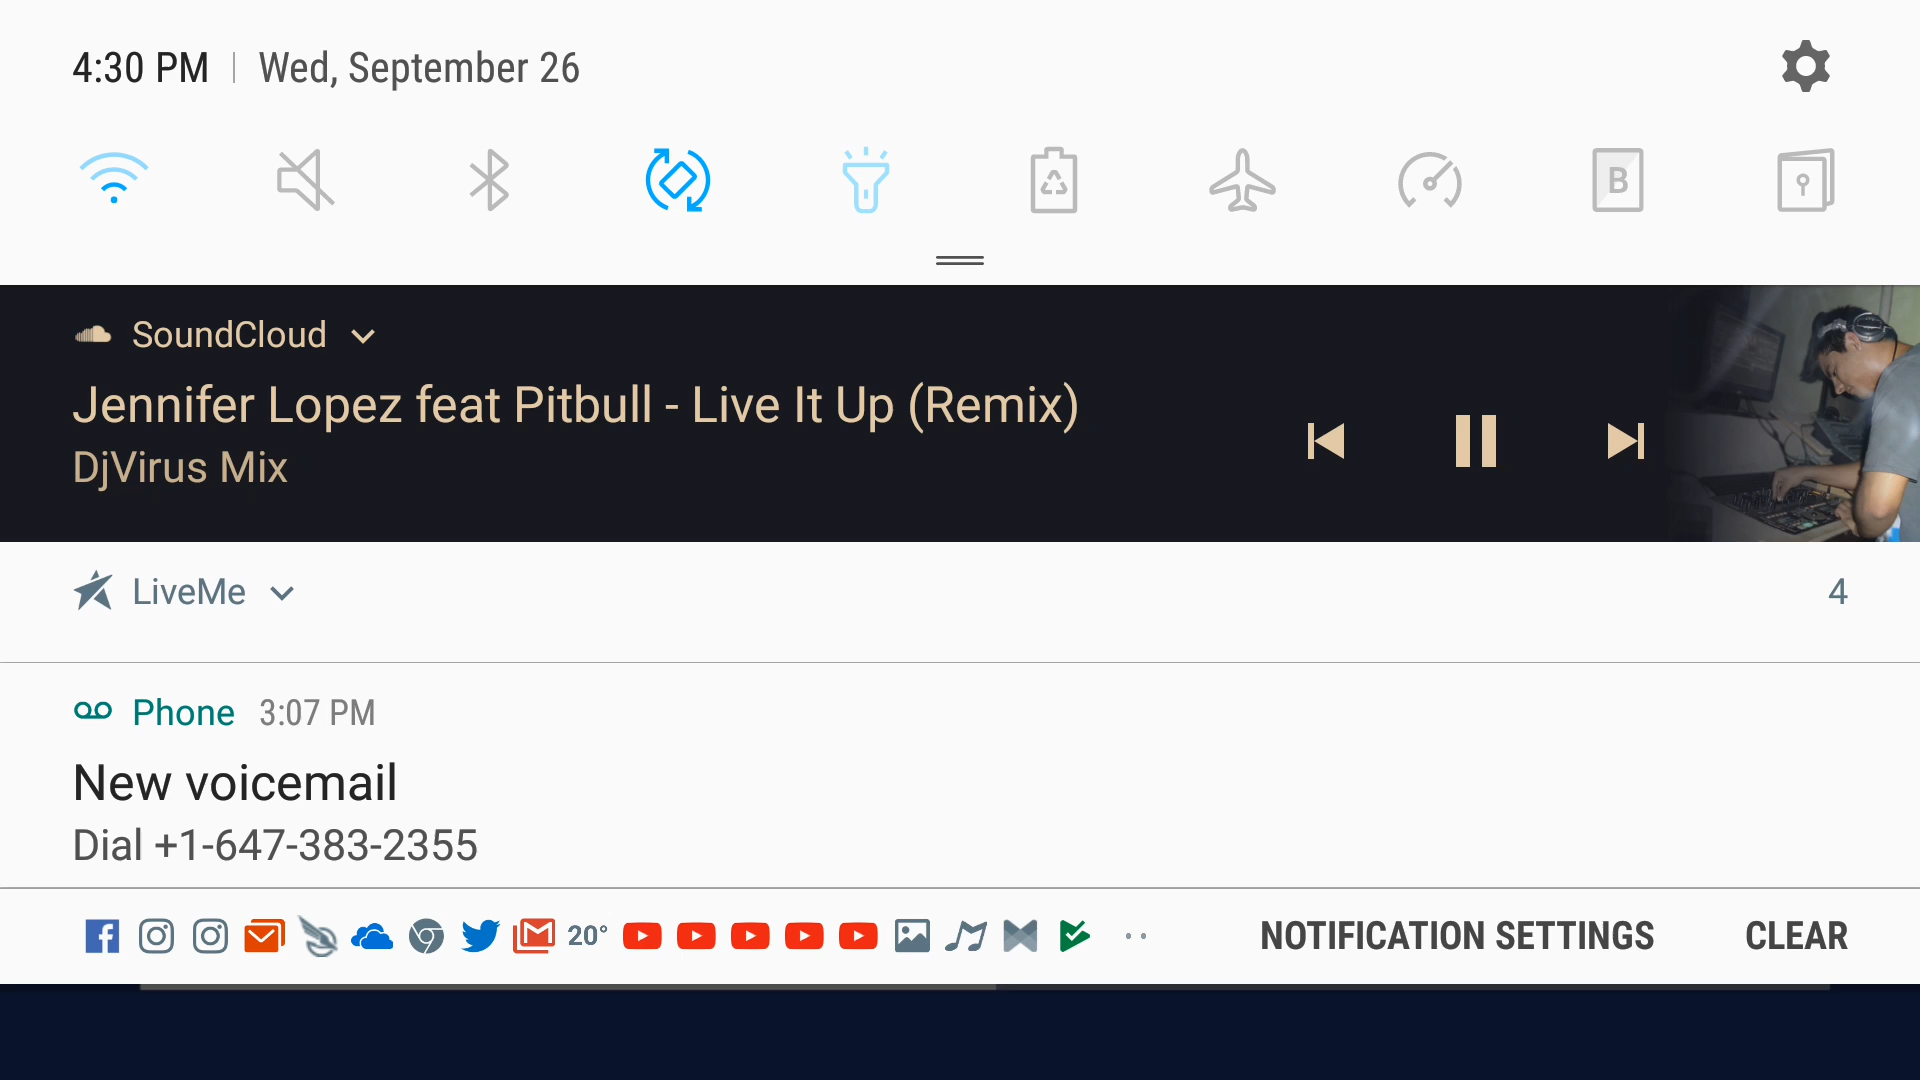 4:30 PM | Wed, September 26
B
SoundCloud
Jennifer Lopez feat Pitbull - Live It Up (Remix)
DjVirus Mix
LiveMe 4
Phone 3:07 PM
New voicemail
Dial +1-647-383-2355
20° NOTIFICATION SETTINGS CLEAR